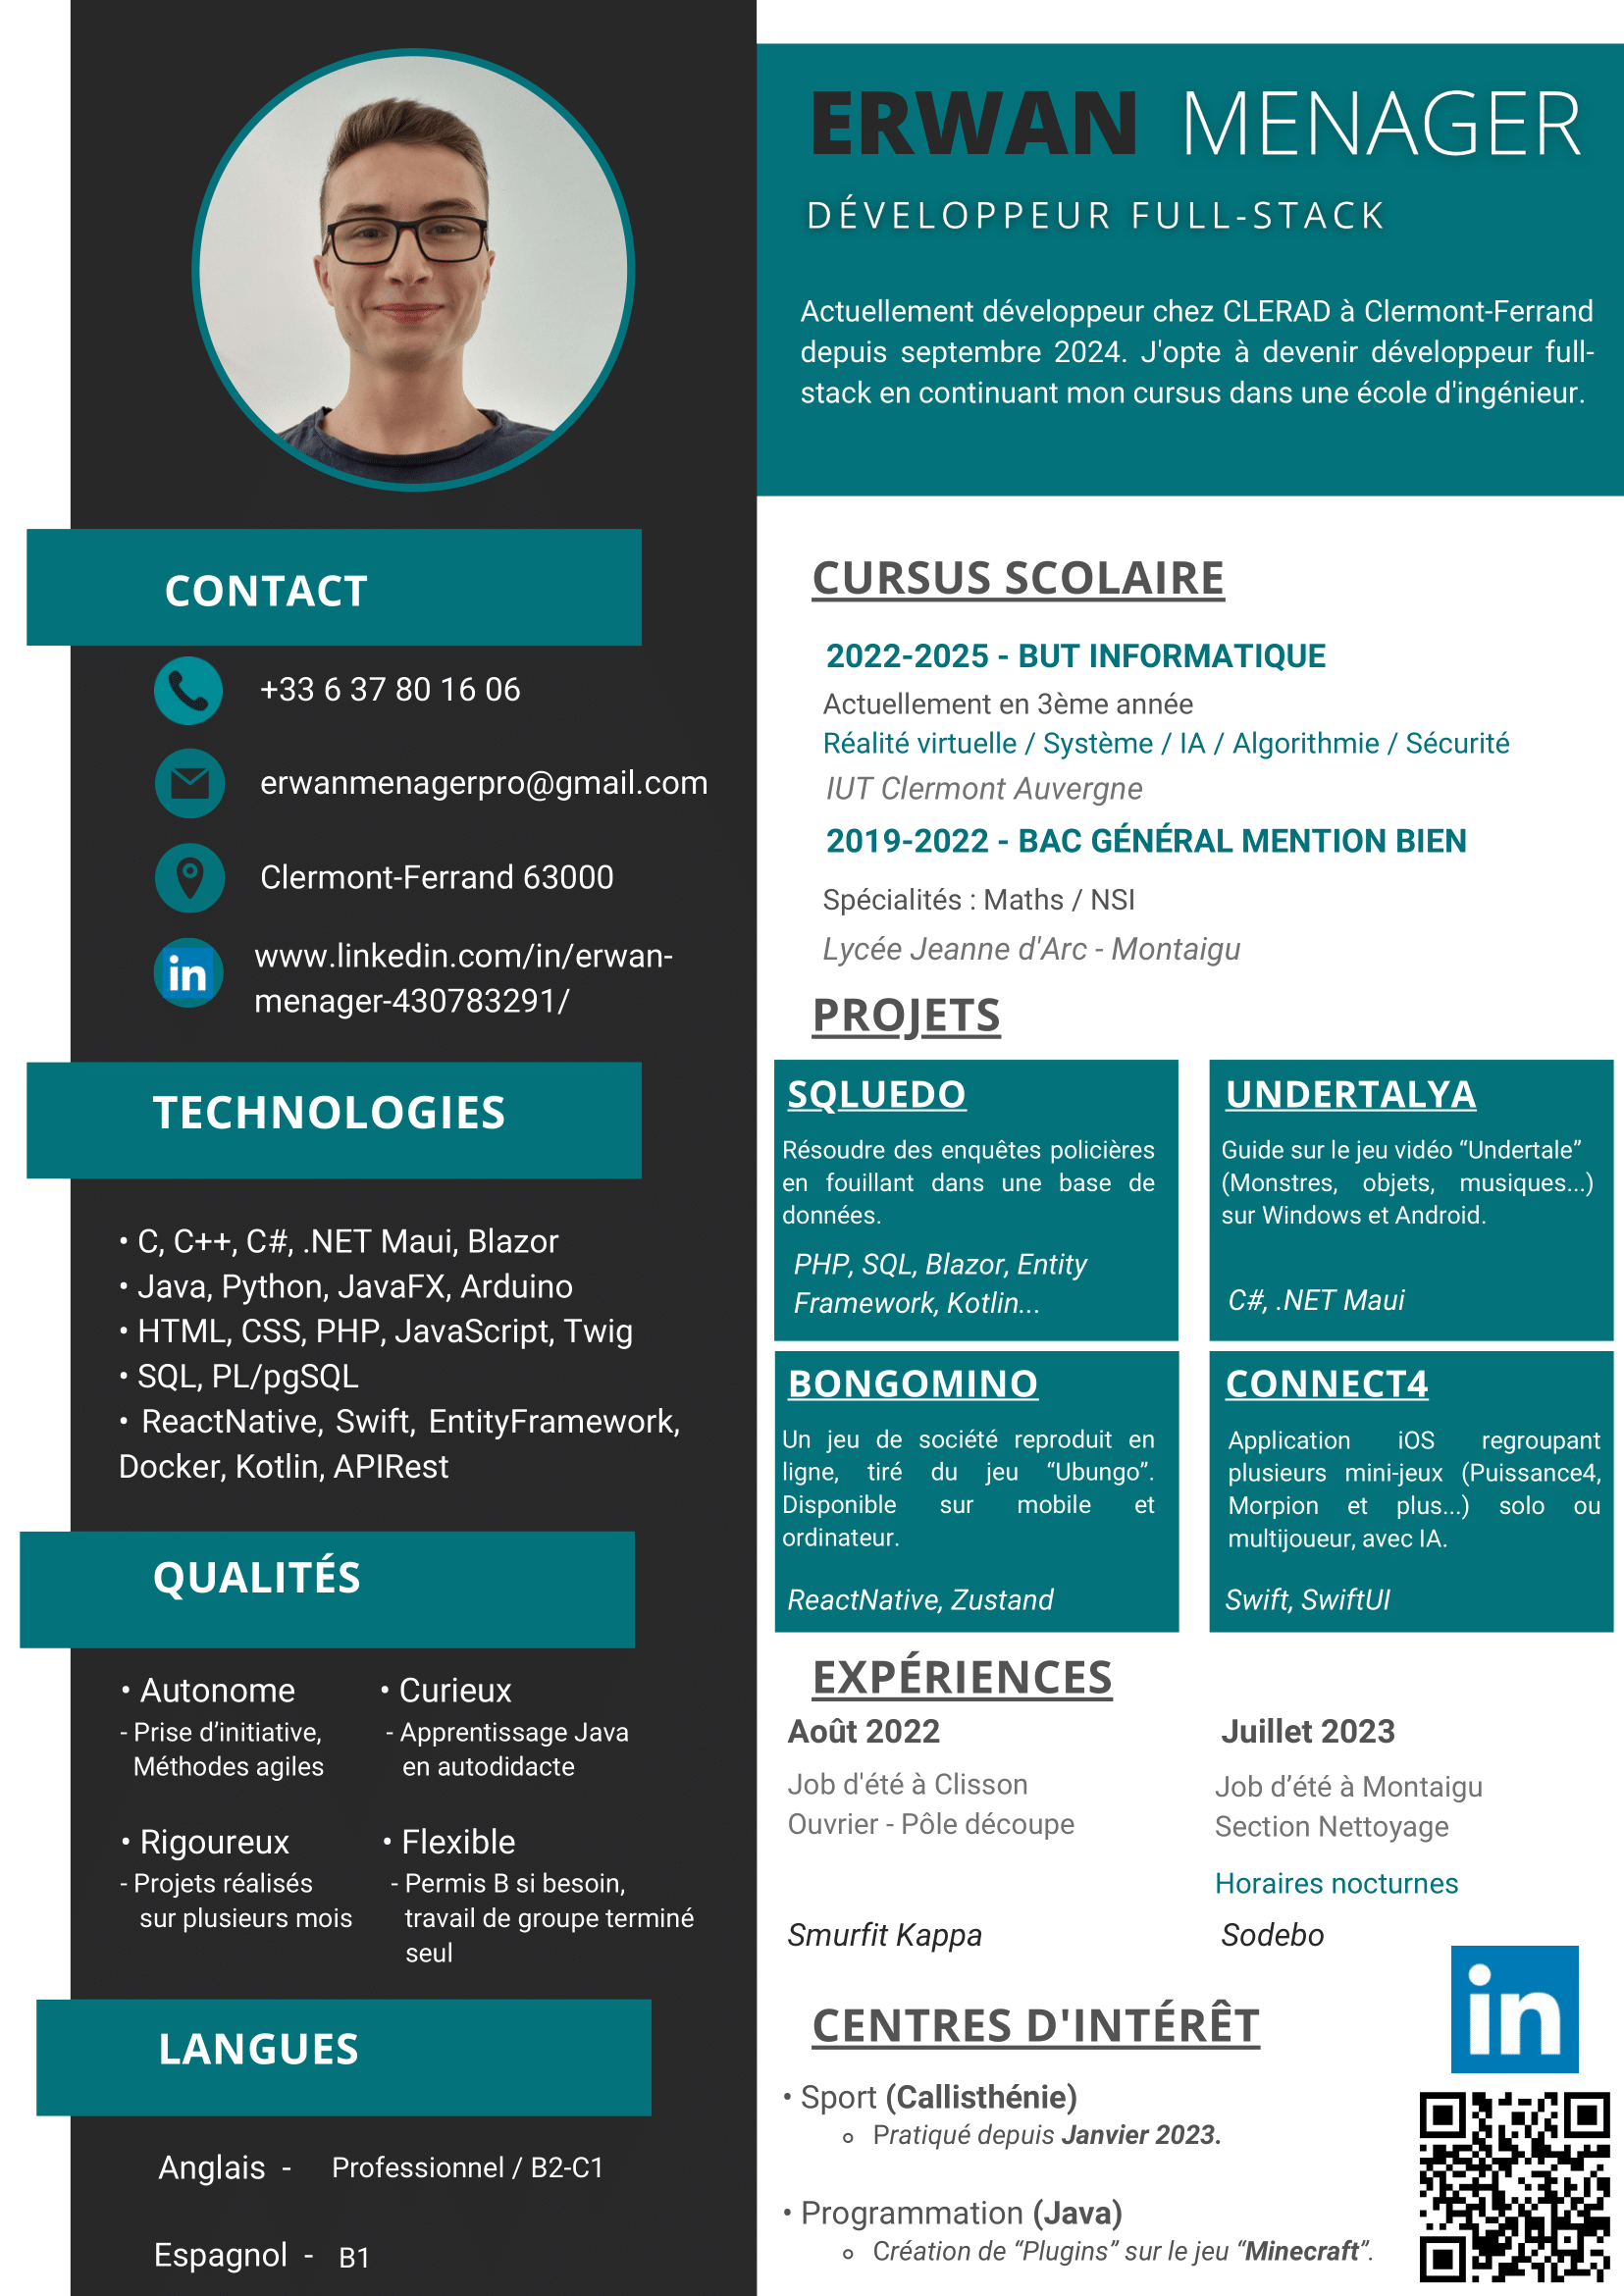 ERWAN MENAGER
DÉVELOPPEUR FULL-STACK
Actuellement développeur chez CLERAD à Clermont-Ferrand
depuis septembre 2024. J'opte à devenir développeur full-
stack en continuant mon cursus dans une école d'ingénieur.
CONTACT
+33 6 37 80 16 06
erwanmenagerpro@gmail.com
Clermont-Ferrand 63000
in
www.linkedin.com/in/erwan-
menager-430783291/
TECHNOLOGIES
• C, C++, C#, .NET Maui, Blazor
• Java, Python, JavaFX, Arduino
• HTML, CSS, PHP, JavaScript, Twig
• SQL, PL/pgSQL
• ReactNative, Swift, EntityFramework,
Docker, Kotlin, APIRest
QUALITÉS
• Autonome
- Prise d’initiative,
Méthodes agiles
• Curieux
- Apprentissage Java
en autodidacte
• Rigoureux
- Projets réalisés
sur plusieurs mois
• Flexible
- Permis B si besoin,
travail de groupe terminé
seul
LANGUES
Anglais - Professionnel / B2-C1
Espagnol - B1
CURSUS SCOLAIRE
2022-2025 - BUT INFORMATIQUE
Actuellement en 3ème année
Réalité virtuelle / Système / IA / Algorithmie / Sécurité
IUT Clermont Auvergne
2019-2022 - BAC GÉNÉRAL MENTION BIEN
Spécialités : Maths / NSI
Lycée Jeanne d'Arc - Montaigu
PROJETS
SQLUEDO
Résoudre des enquêtes policières
en fouillant dans une base de
données.
PHP, SQL, Blazor, Entity
Framework, Kotlin...
UNDERTALYA
Guide sur le jeu vidéo “Undertale”
(Monstres, objets, musiques...)
sur Windows et Android.
C#, .NET Maui
BONGOMINO
Un jeu de société reproduit en
ligne, tiré du jeu “Ubungo”.
Disponible sur mobile et
ordinateur.
ReactNative, Zustand
CONNECT4
Application iOS regroupant
plusieurs mini-jeux (Puissance4,
Morpion et plus...) solo ou
multijoueur, avec IA.
Swift, SwiftUI
EXPÉRIENCES
Août 2022
Job d'été à Clisson
Ouvrier - Pôle découpe
Smurfit Kappa
Juillet 2023
Job d’été à Montaigu
Section Nettoyage
Horaires nocturnes
Sodebo
in
CENTRES D'INTÉRÊT
• Sport (Callisthénie)
◦ Pratiqué depuis Janvier 2023.
• Programmation (Java)
◦ Création de “Plugins” sur le jeu “Minecraft”.